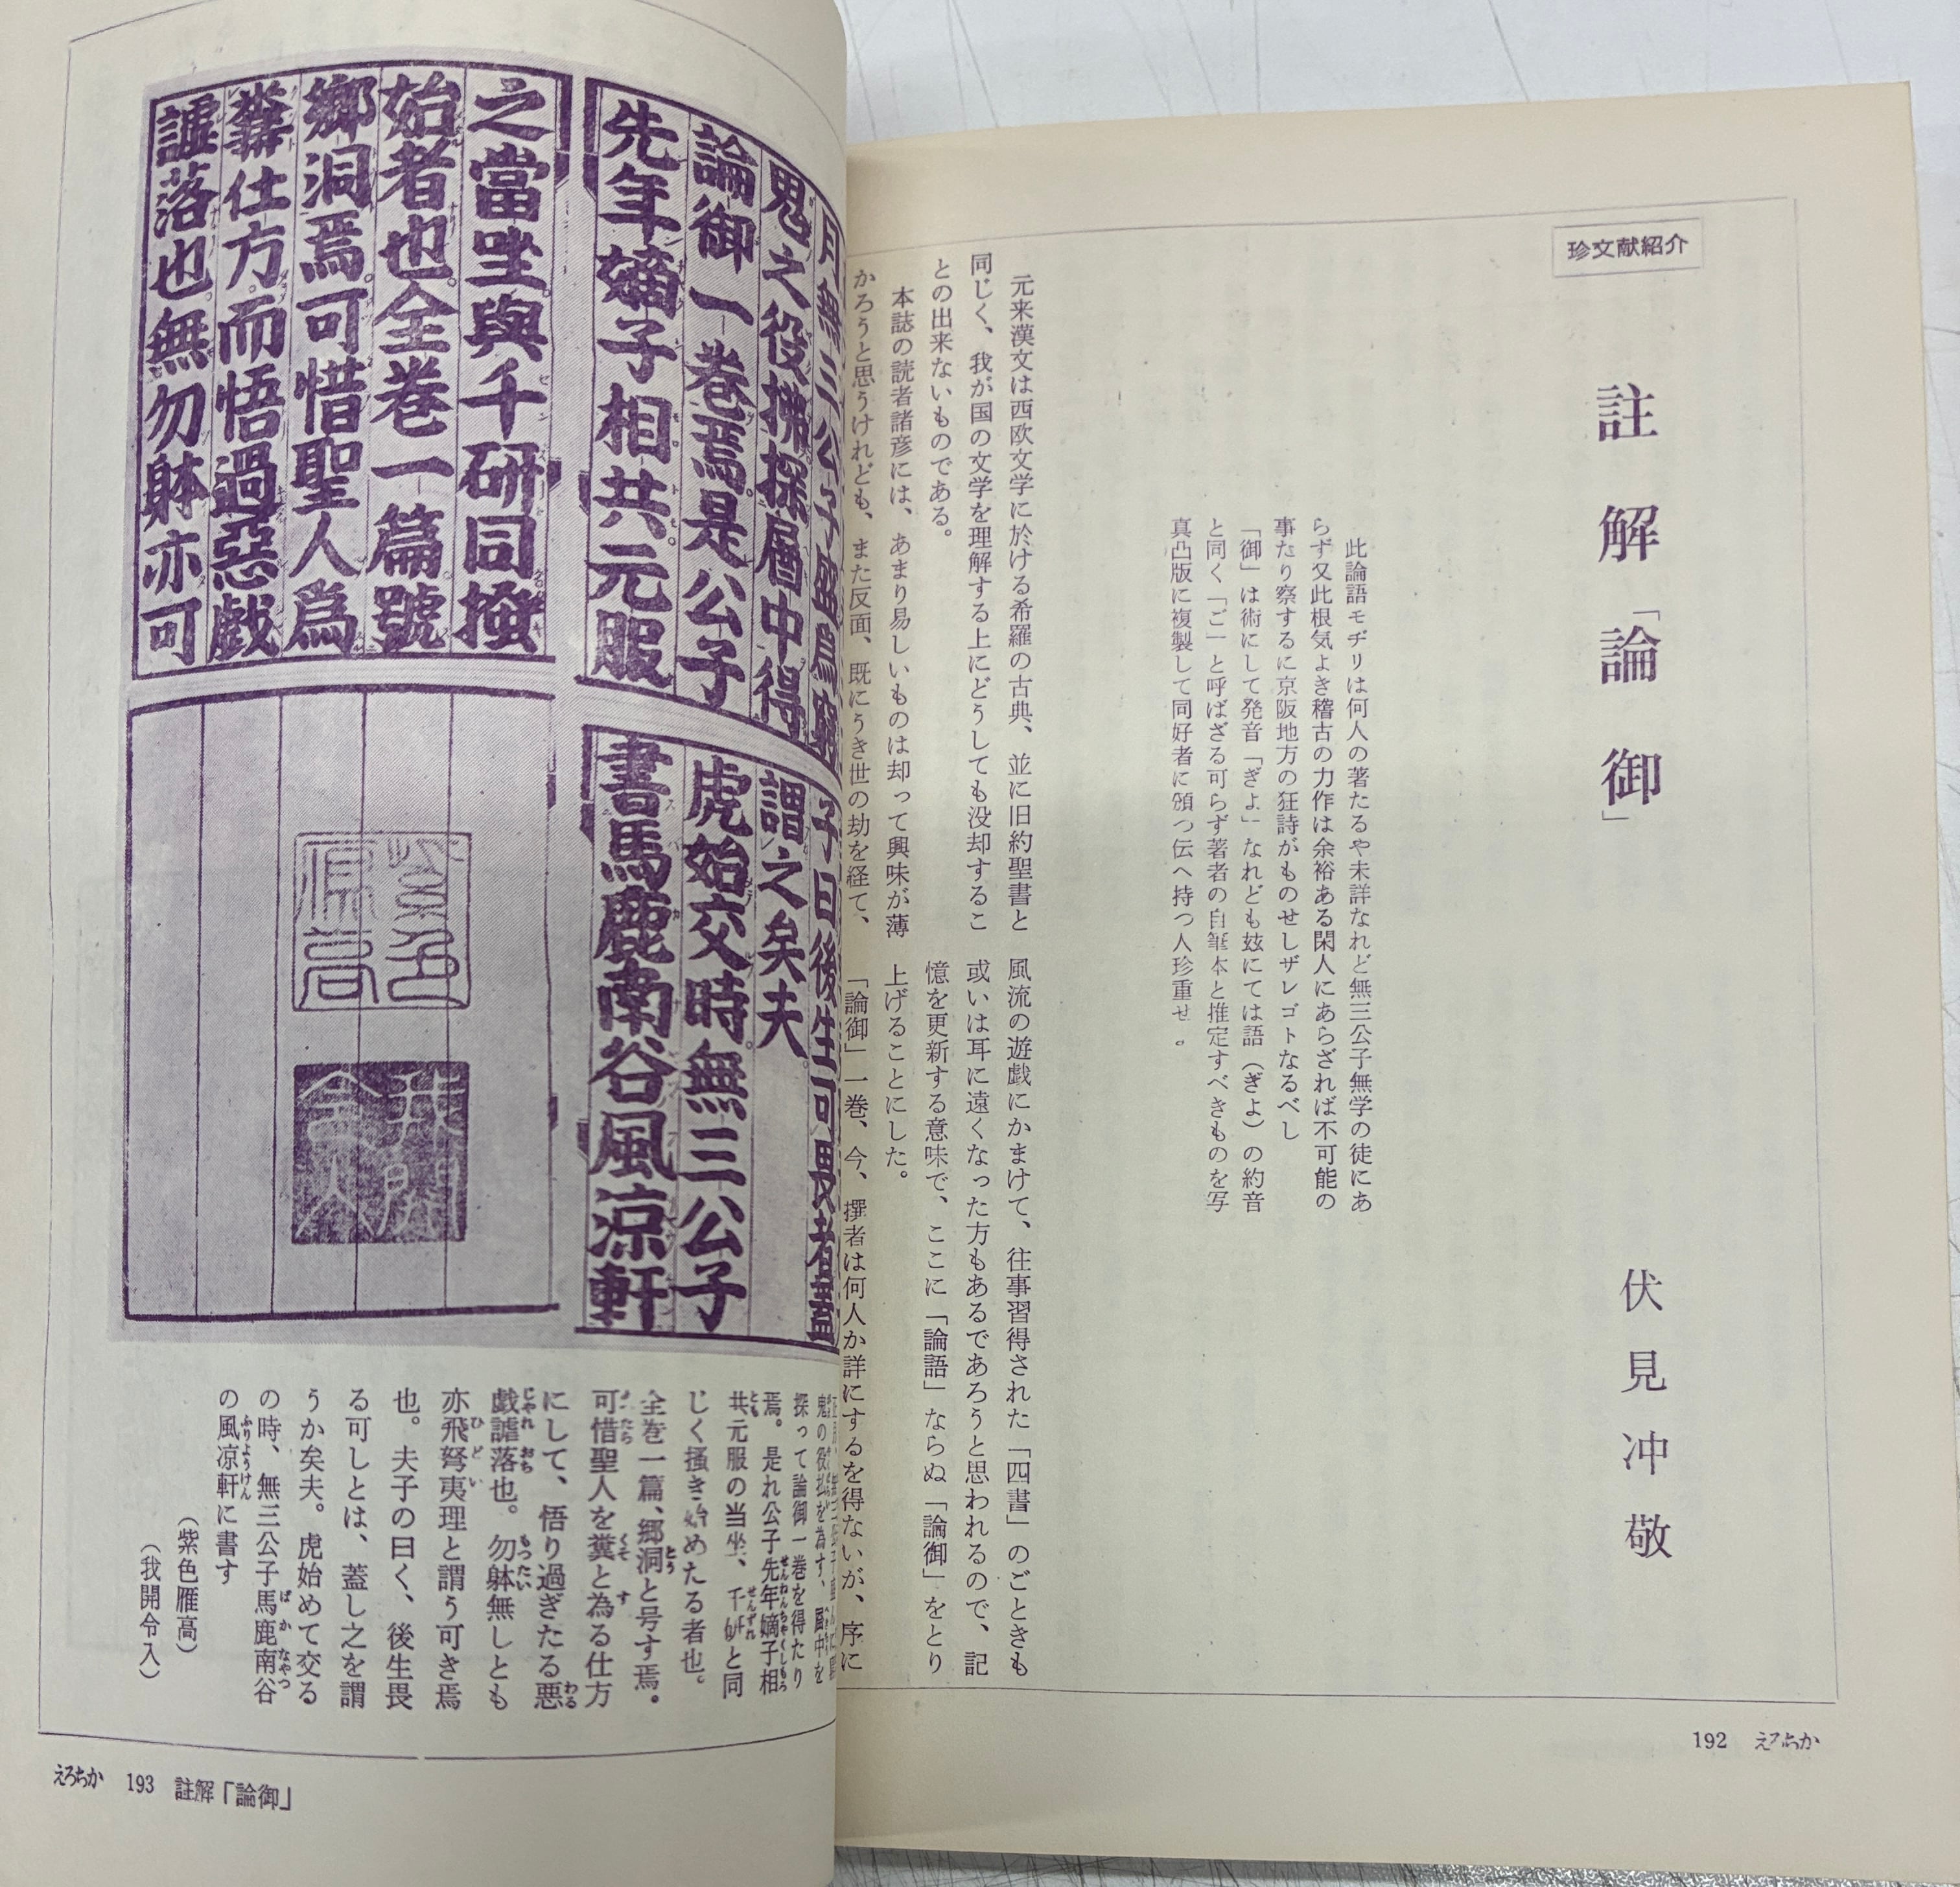 珍文献紹介
註解「論御」
伏見冲敬
此論語モヂリは何人の著たるや未詳なれど無三公子無学の徒にあ
らず又此根気よき稽古の力作は余裕ある閑人にあらざれば不可能の
事たり察するに京阪地方の狂詩がものせしザレゴトなるべし
「御」は術にして発音「ぎよ」なれども玆にては語（ぎよ）の約音
と同く「ご」と呼ばざる可らず著者の自筆本と推定すべきものを写
真凸版に複製して同好者に頒つ伝へ持つ人珍重せ。
元来漢文は西欧文学に於ける希羅の古典、並に旧約聖書と
同じく、我が国の文学を理解する上にどうしても没却するこ
との出来ないものである。
本誌の読者諸彦には、あまり易しいものは却って興味が薄
かろうと思うけれども、また反面、既にうき世の劫を経て、
風流の遊戯にかまけて、往事習得された「四書」のごときも
或いは耳に遠くなった方もあるであろうと思われるので、記
憶を更新する意味で、ここに「論語」ならぬ「論御」をとり
上げることにした。
「論御」一巻、今、撰者は何人か詳にするを得ないが、序に
192 えろちか
鬼之役拂探層中得
論御一巻焉是公子
先年嫡子相共元服
之當坐與千研同搔
始者也全巻一篇號
鄉洞焉可惜聖人爲
糞仕方而悟過惡戯
謔落也無勿躰亦可
子曰後生可畏者蓋
謂之矣夫
虎始交時無三公子
書馬鹿南谷風凉軒
鬼の役払を為す、層中を
探って論御一巻を得たり
焉。是れ公子先年嫡子相
共元服の当坐、千研と同
じく搔き始めたる者也。
全巻一篇、郷洞と号す焉。
可惜聖人を糞と為る仕方
にして、悟り過ぎたる悪
戯謔落也。勿躰無しとも
亦飛弩夷理と謂う可き焉
也。夫子の曰く、後生畏
る可しとは、蓋し之を謂
うか矣夫。虎始めて交る
の時、無三公子馬鹿南谷
の風凉軒に書す
（紫色雁高）
（我開令入）
えろちか 193 註解「論御」